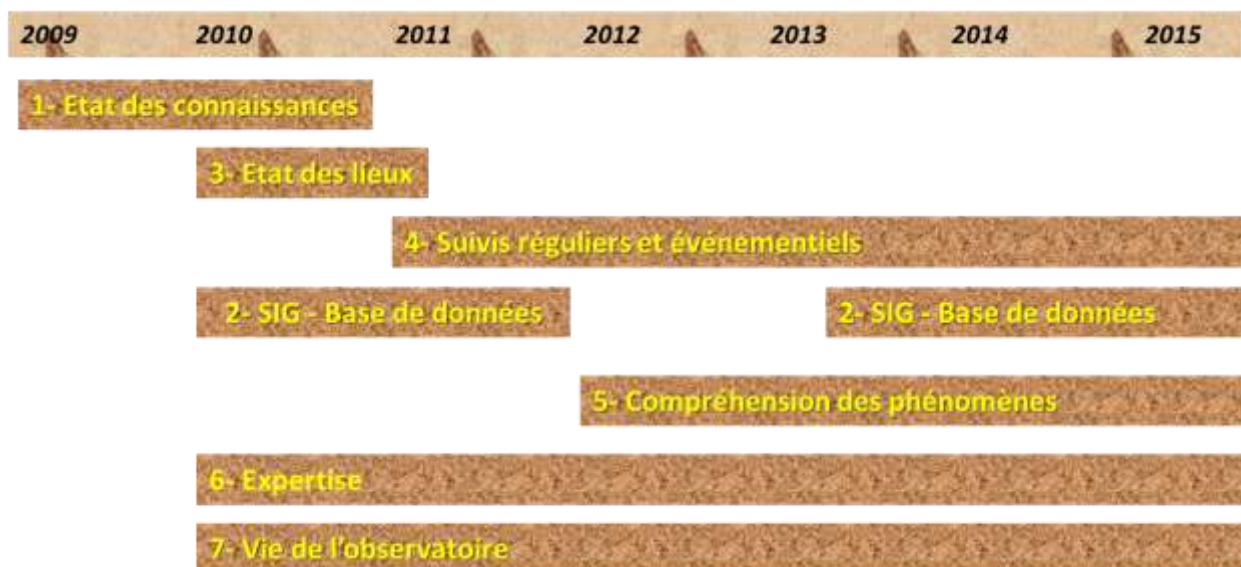 2009 2010 2011 2012 2013 2014 2015
1- Etat des connaissances
3- Etat des lieux
4- Suivis réguliers et événementiels
2- SIG - Base de données 2- SIG - Base de données
5- Compréhension des phénomènes
6- Expertise
7- Vie de l'observatoire